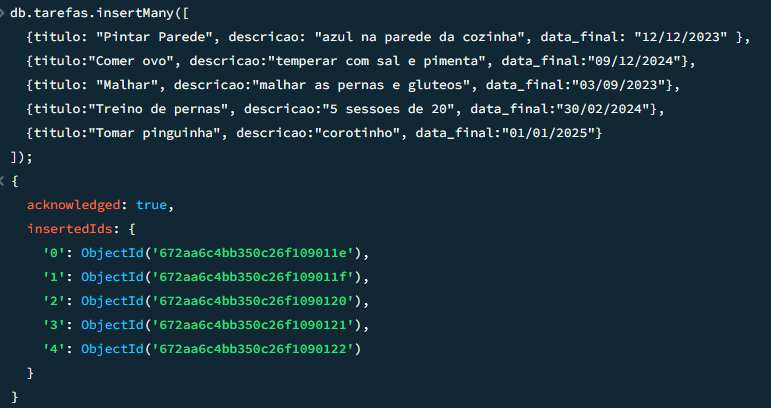 > db.tarefas.insertMany([
{titulo: "Pintar Parede", descricao: "azul na parede da cozinha", data_final: "12/12/2023" },
{titulo:"Comer ovo", descricao:"temperar com sal e pimenta", data_final:"09/12/2024"},
{titulo: "Malhar", descricao:"malhar as pernas e gluteos", data_final:"03/09/2023"},
{titulo:"Treino de pernas", descricao:"5 sessoes de 20", data_final:"30/02/2024"},
{titulo:"Tomar pinguinha", descricao:"corotinho", data_final:"01/01/2025"}
]);
< {
acknowledged: true,
insertedIds: {
'0': ObjectId('672aa6c4bb350c26f109011e'),
'1': ObjectId('672aa6c4bb350c26f109011f'),
'2': ObjectId('672aa6c4bb350c26f1090120'),
'3': ObjectId('672aa6c4bb350c26f1090121'),
'4': ObjectId('672aa6c4bb350c26f1090122')
}
}